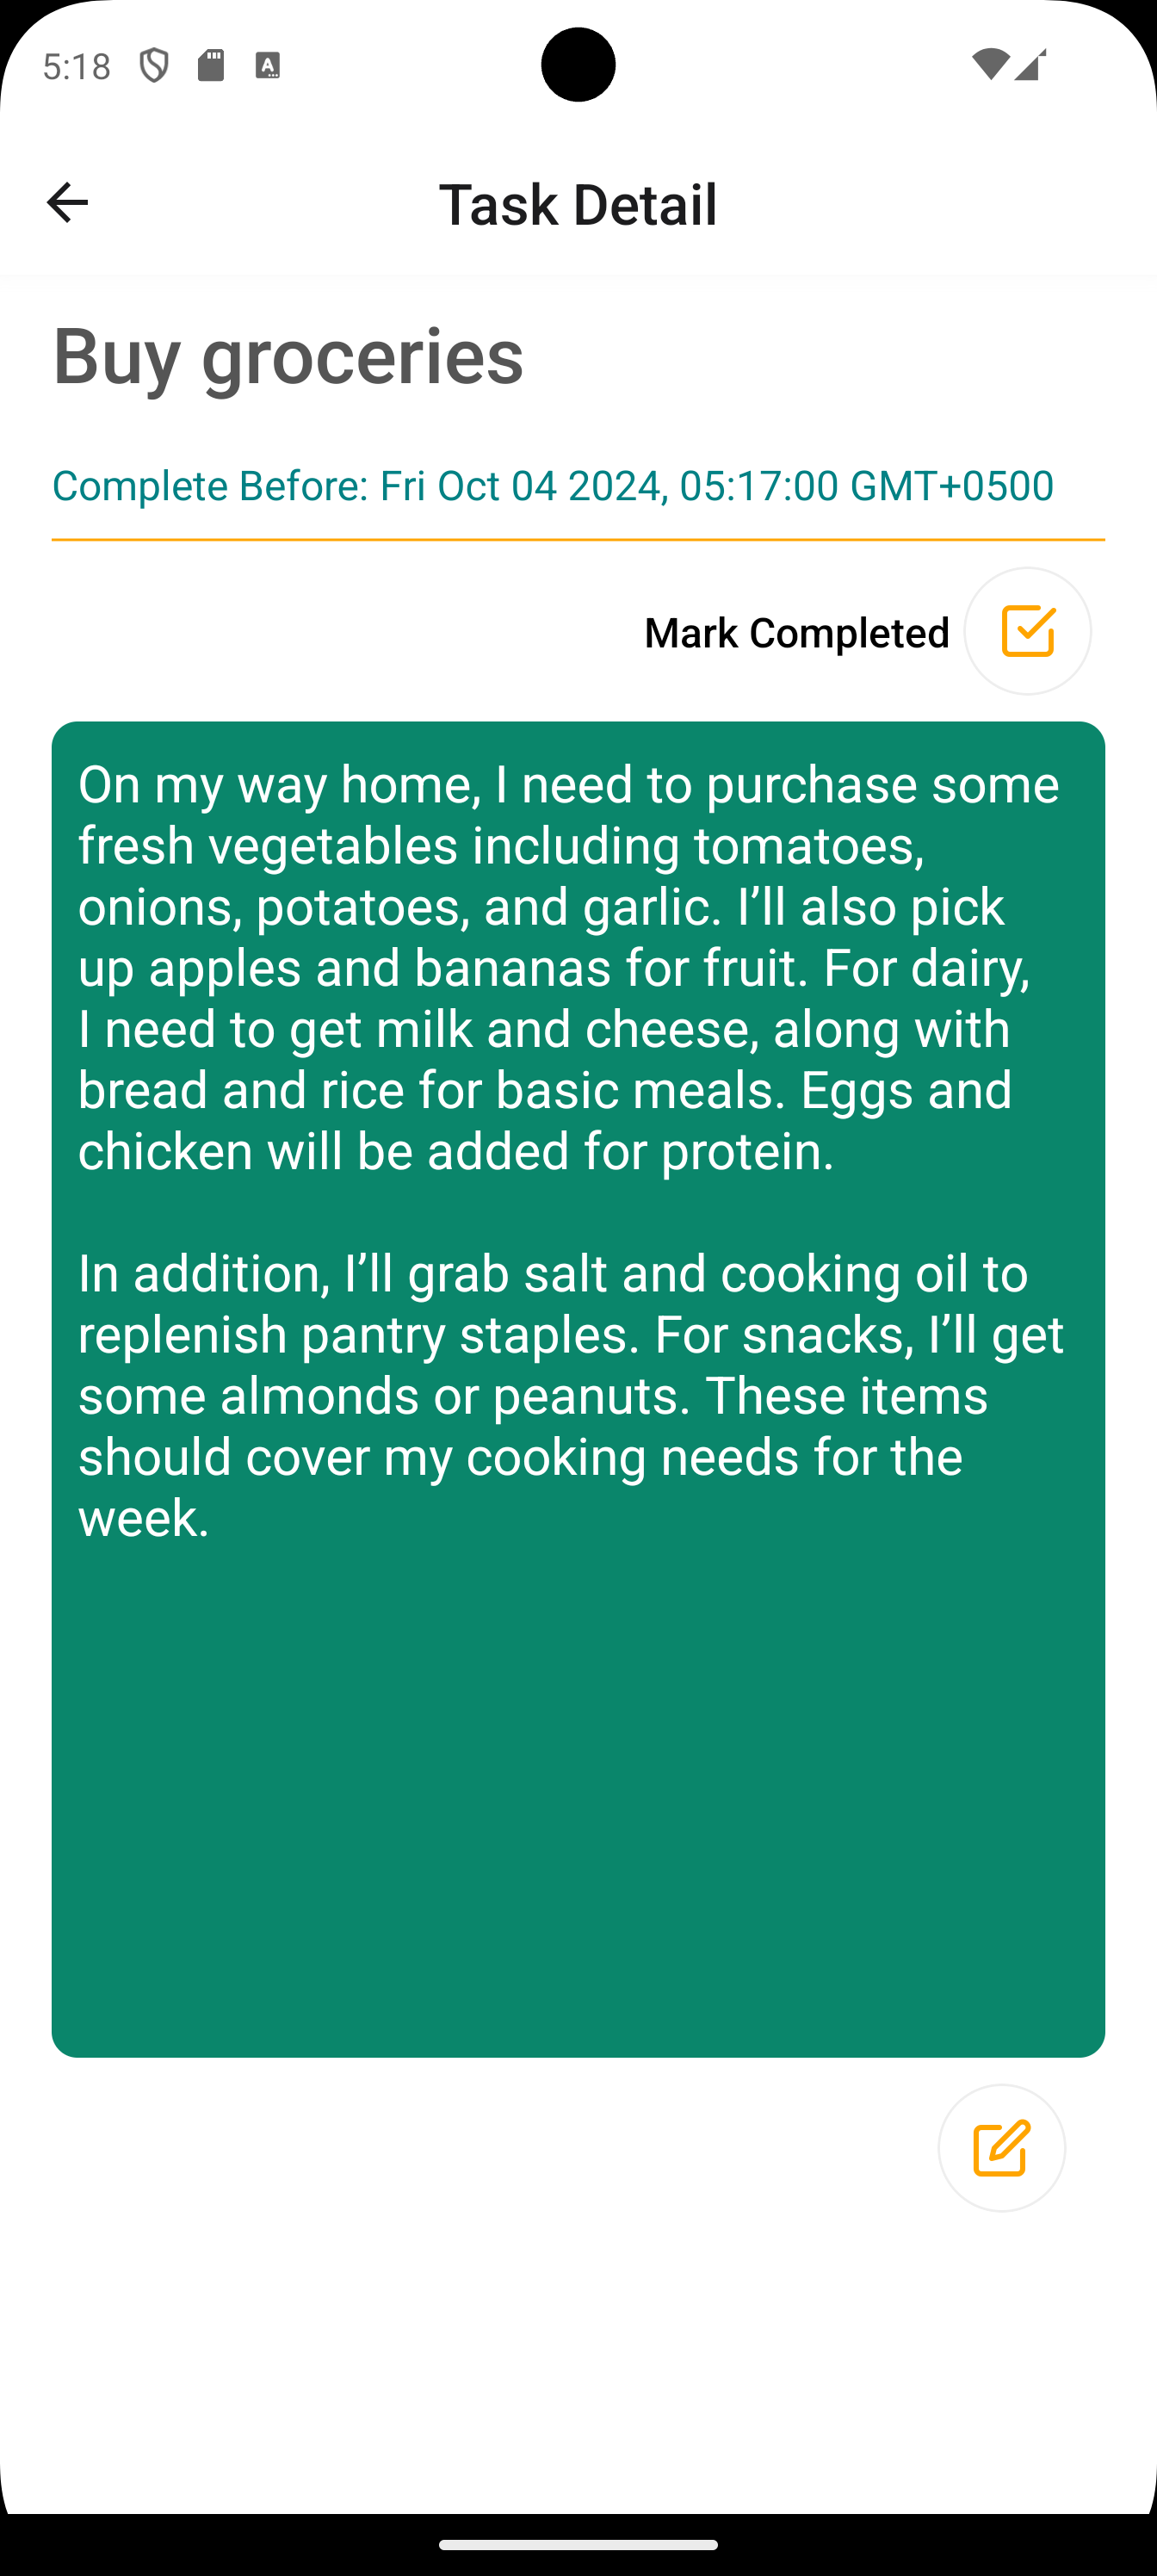 5:18
Task Detail
Buy groceries
Complete Before: Fri Oct 04 2024, 05:17:00 GMT+0500
Mark Completed
On my way home, I need to purchase some
fresh vegetables including tomatoes,
onions, potatoes, and garlic. I’ll also pick
up apples and bananas for fruit. For dairy,
I need to get milk and cheese, along with
bread and rice for basic meals. Eggs and
chicken will be added for protein.
In addition, I’ll grab salt and cooking oil to
replenish pantry staples. For snacks, I’ll get
some almonds or peanuts. These items
should cover my cooking needs for the
week.